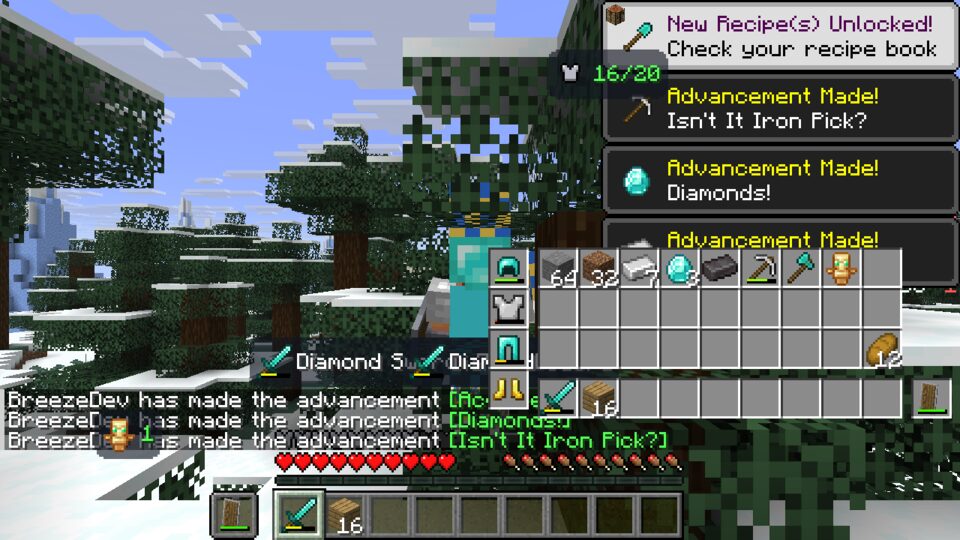 New Recipe(s) Unlocked!
Check your recipe book
16/20
Advancement Made!
Isn't It Iron Pick?
Advancement Made!
Diamonds!
Advancement Made!
64 32 7 3
12
Diamond
16
BreezeDev has made the advancement
BreezeDev has made the advancement [Diamonds!]
1
made the advancement [Isn't It Iron Pick?]
16